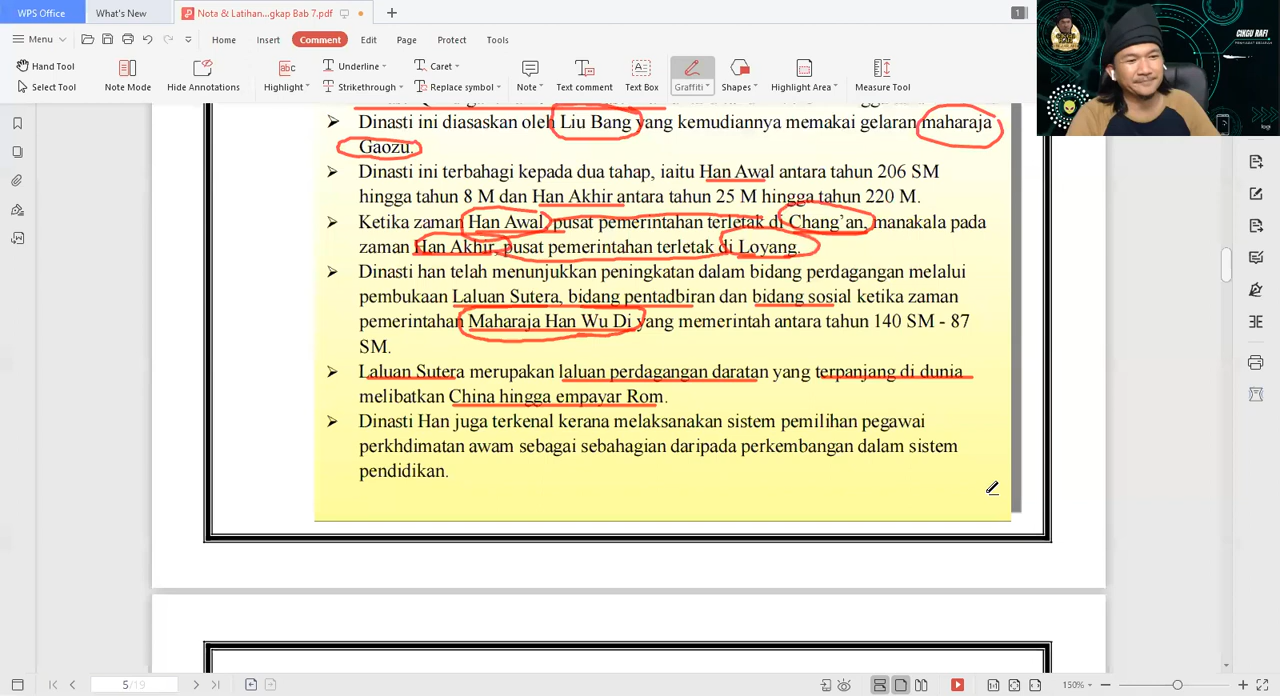 WPS Office
What's New
Nota & Latihan...gkap Bab 7.pdf
1
Menu
Home
Insert
Comment
Edit
Page
Protect
Tools
Hand Tool
Select Tool
Note Mode
Hide Annotations
Highlight
Underline
Strikethrough
Caret
Replace symbol
Note
Text comment
Text Box
Graffiti
Shapes
Highlight Area
Measure Tool
CIKGU RAFI
Dinasti ini diasaskan oleh Liu Bang yang kemudiannya memakai gelaran maharaja
Gaozu.
Dinasti ini terbahagi kepada dua tahap, iaitu Han Awal antara tahun 206 SM
hingga tahun 8 M dan Han Akhir antara tahun 25 M hingga tahun 220 M.
Ketika zaman Han Awal, pusat pemerintahan terletak di Chang’an, manakala pada
zaman Han Akhir, pusat pemerintahan terletak di Loyang.
Dinasti han telah menunjukkan peningkatan dalam bidang perdagangan melalui
pembukaan Laluan Sutera, bidang pentadbiran dan bidang sosial ketika zaman
pemerintahan Maharaja Han Wu Di yang memerintah antara tahun 140 SM - 87
SM.
Laluan Sutera merupakan laluan perdagangan daratan yang terpanjang di dunia
melibatkan China hingga empayar Rom.
Dinasti Han juga terkenal kerana melaksanakan sistem pemilihan pegawai
perkhdimatan awam sebagai sebahagian daripada perkembangan dalam sistem
pendidikan.
5/19
150%